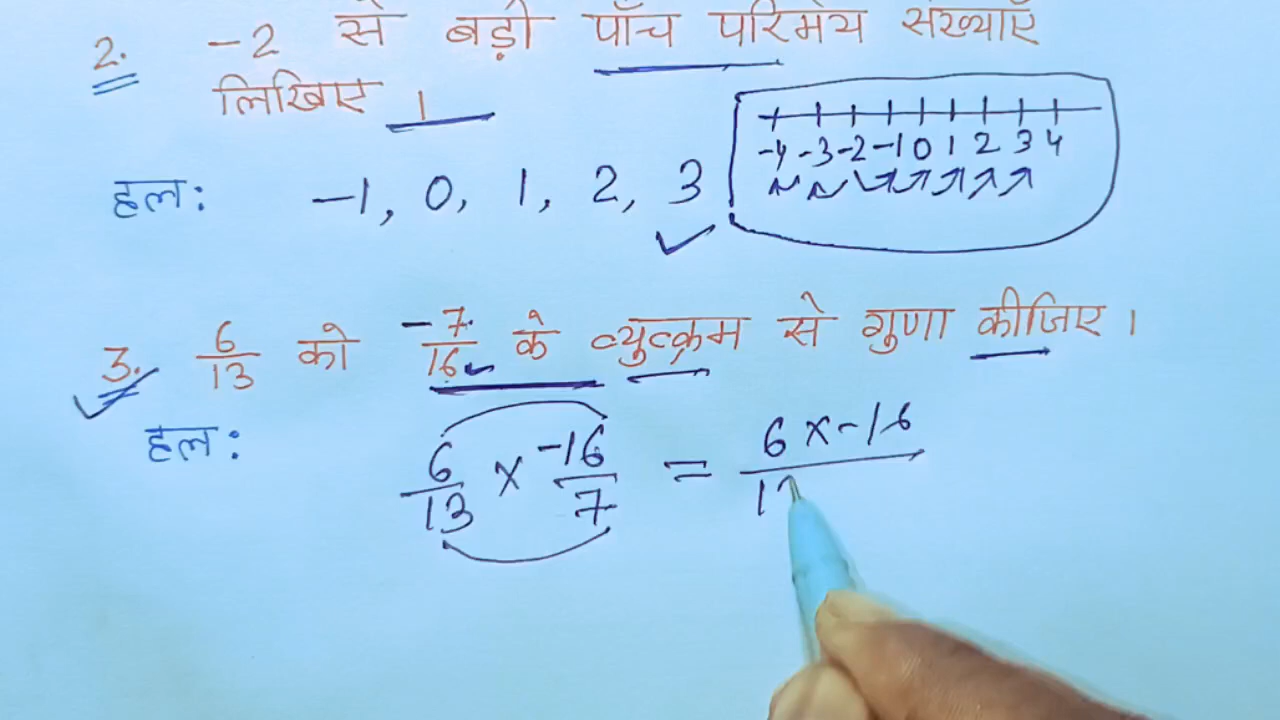 2. -2 से बड़ी पाँच परिमेय संख्याएँ
लिखिए ।
-4 -3 -2 -1 0 1 2 3 4
हल: -1, 0, 1, 2, 3
3. 6/13 को -7/16 के व्युत्क्रम से गुणा कीजिए ।
हल: 6/13 × -16/7 = 6 × -16 / 13